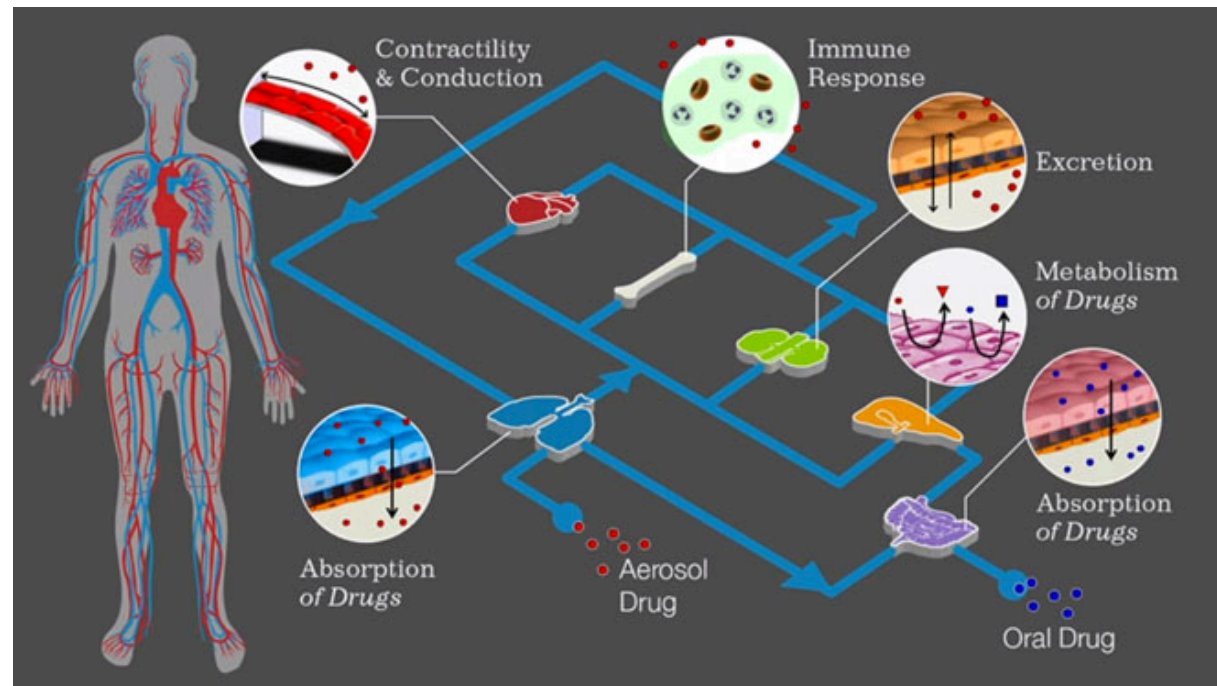 Contractility
& Conduction
Immune
Response
Excretion
Metabolism
of Drugs
Absorption
of Drugs
Absorption
of Drugs
Aerosol
Drug
Oral Drug